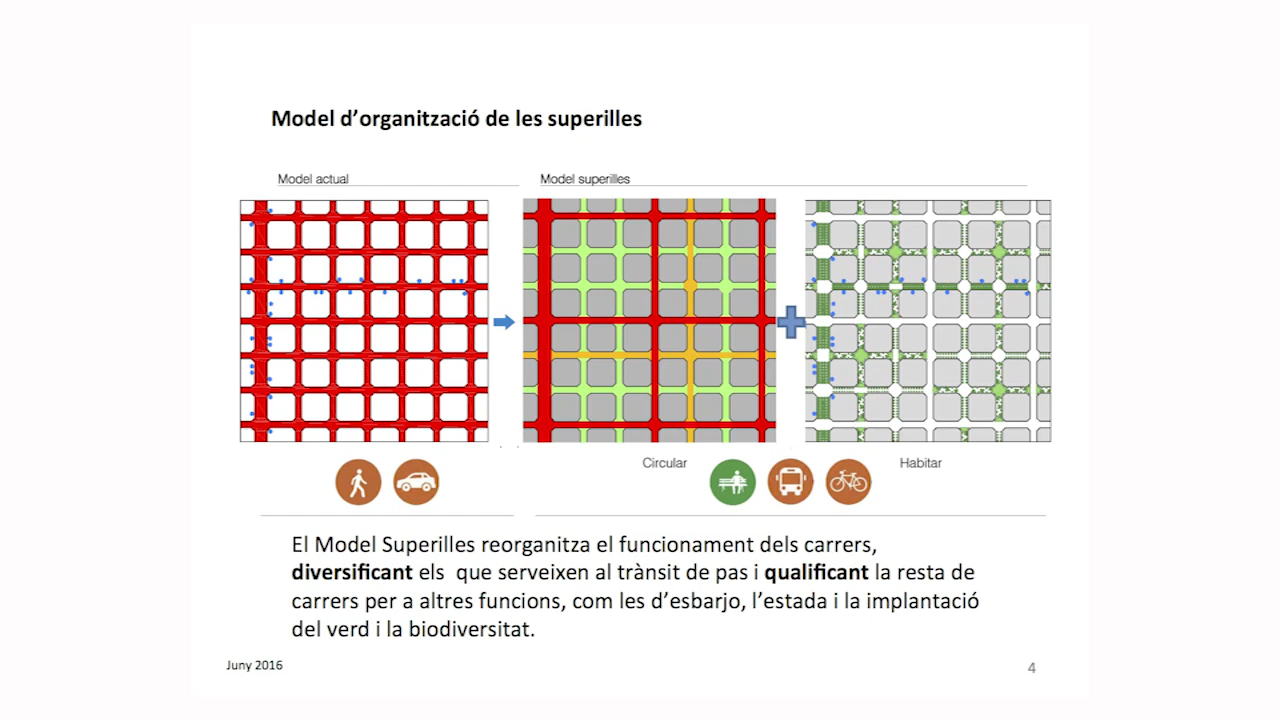 Model d’organització de les superilles
Model actual
Model superilles
Circular
Habitar
El Model Superilles reorganitza el funcionament dels carrers,
diversificant els que serveixen al trànsit de pas i qualificant la resta de
carrers per a altres funcions, com les d’esbarjo, l’estada i la implantació
del verd i la biodiversitat.
Juny 2016
4